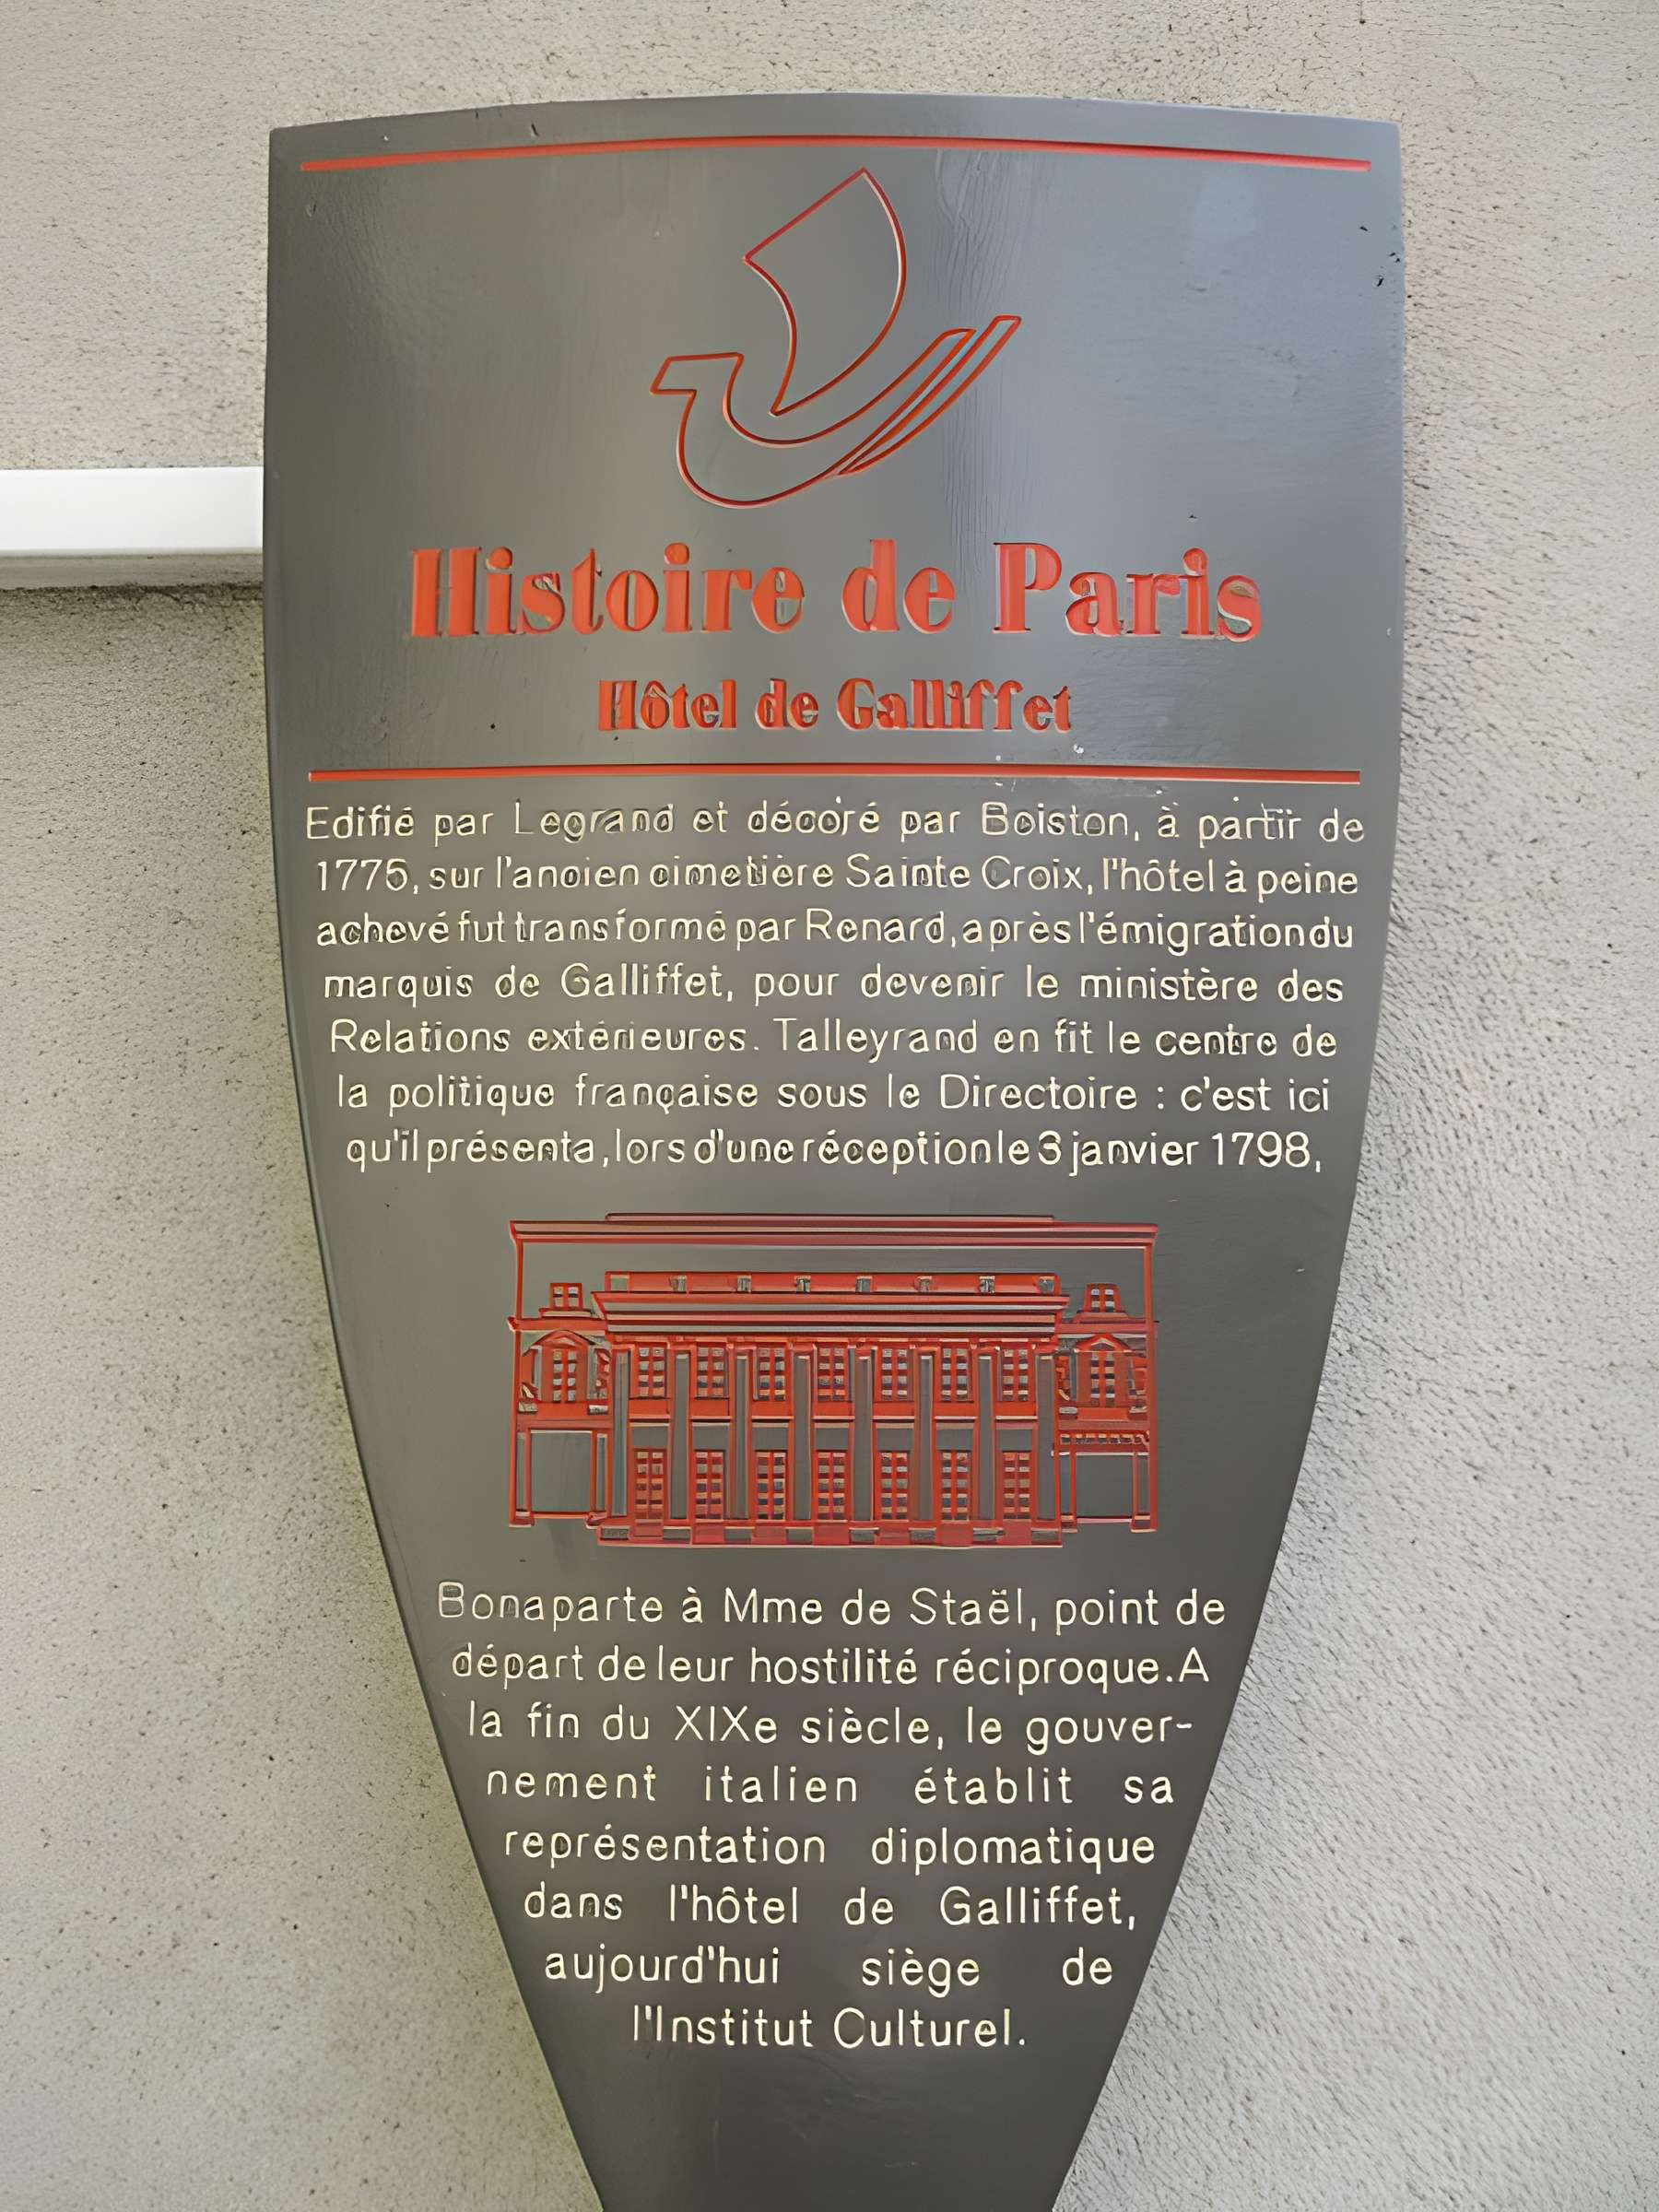 Histoire de Paris
Hôtel de Galliffet
Edifié par Legrand et décoré par Boiston, à partir de
1775, sur l'ancien cimetière Sainte Croix, l'hôtel à peine
achevé fut transformé par Renard, après l'émigration du
marquis de Galliffet, pour devenir le ministère des
Relations extérieures. Talleyrand en fit le centre de
la politique française sous le Directoire : c'est ici
qu'il présenta, lors d'une réception le 3 janvier 1798,
Bonaparte à Mme de Staël, point de
départ de leur hostilité réciproque. A
la fin du XIXe siècle, le gouver-
nement italien établit sa
représentation diplomatique
dans l'hôtel de Galliffet,
aujourd'hui siège de
l'Institut Culturel.